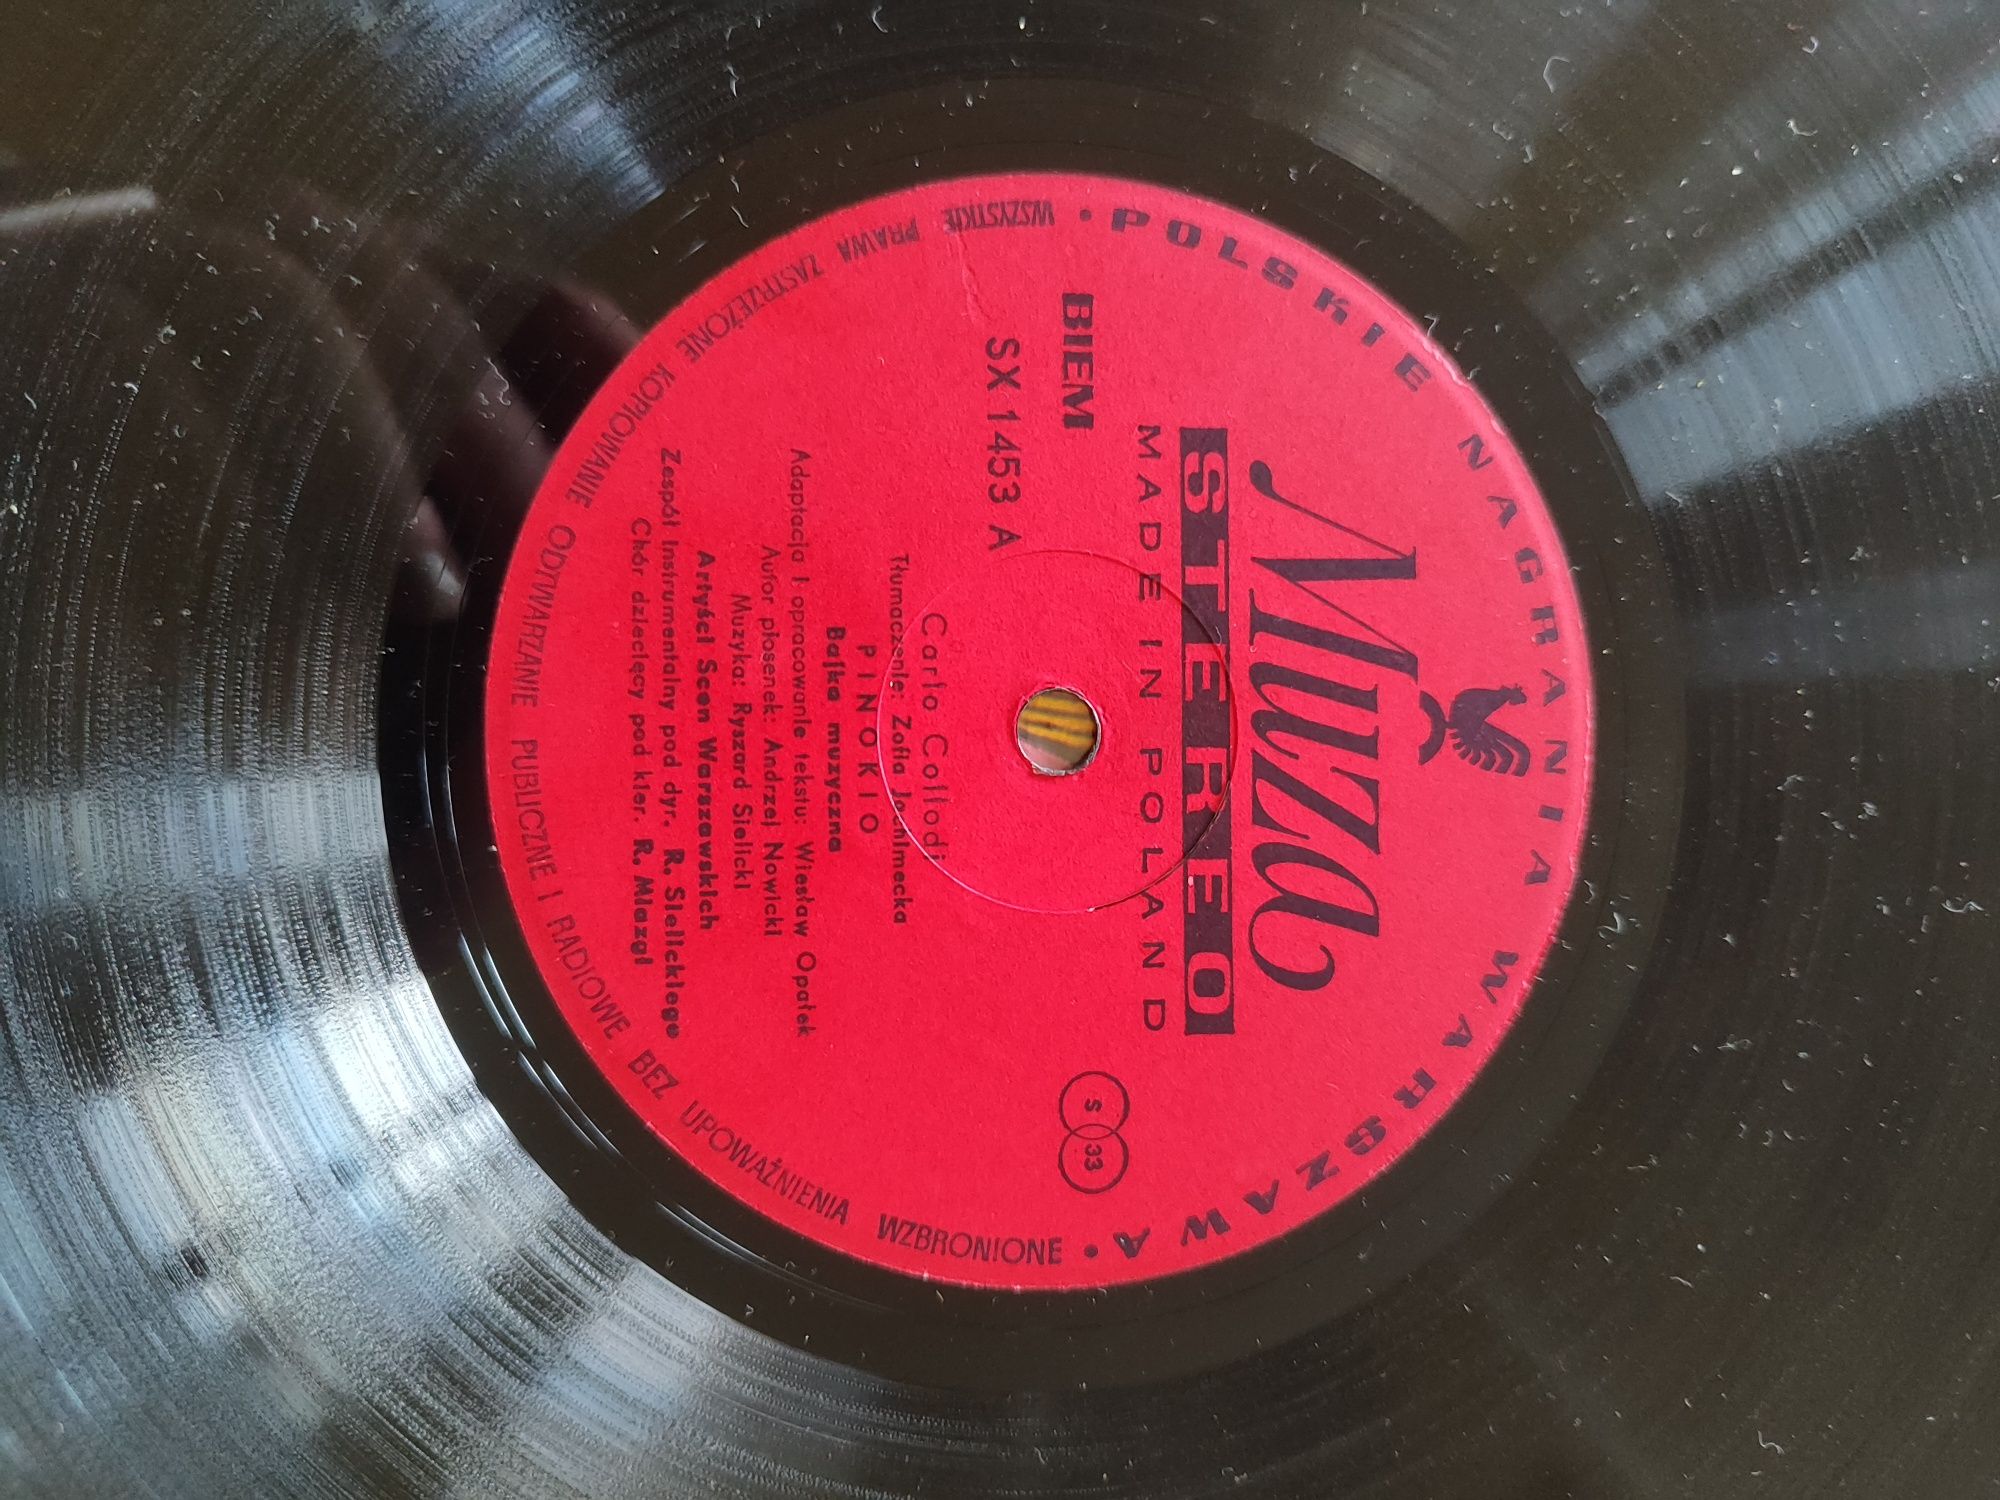 • POLSKIE NAGRANIA WARSZAWA •
Muza
STEREO
MADE IN POLAND
BIEM
S 33
SX 1453 A
Carlo Collodi
Tłumaczenie: Zofia Jachimecka
PINOKIO
Bajka muzyczna
Adaptacja i opracowanie tekstu: Wiesław Opałek
Autor piosenek: Andrzej Nowicki
Muzyka: Ryszard Sielicki
Artyści Scen Warszawskich
Zespół Instrumentalny pod dyr. R. Sielickiego
Chór dziecięcy pod kier. R. Miazgi
WSZYSTKIE PRAWA ZASTRZEŻONE KOPIOWANIE ODTWARZANIE PUBLICZNE I RADIOWE BEZ UPOWAŻNIENIA WZBRONIONE